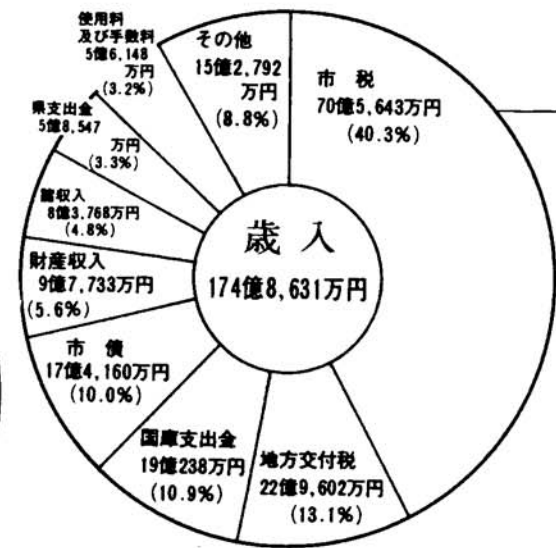 歳入
174億8,631万円
市税
70億5,643万円
(40.3%)
地方交付税
22億9,602万円
(13.1%)
国庫支出金
19億238万円
(10.9%)
市債
17億4,160万円
(10.0%)
財産収入
9億7,733万円
(5.6%)
諸収入
8億3,768万円
(4.8%)
県支出金
5億8,547
万円
(3.3%)
使用料
及び手数料
5億6,148
万円
(3.2%)
その他
15億2,792
万円
(8.8%)